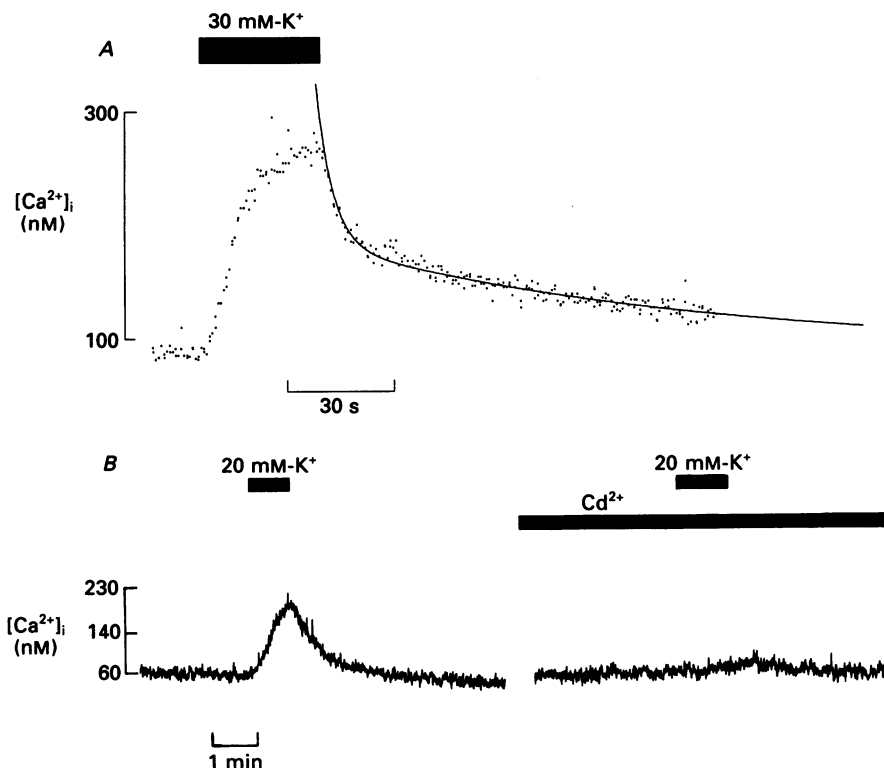 30 mM-K⁺
A
300
[Ca²⁺]ᵢ
(nM)
100
30 s
B
20 mM-K⁺
20 mM-K⁺
Cd²⁺
230
[Ca²⁺]ᵢ
140
(nM)
60
1 min